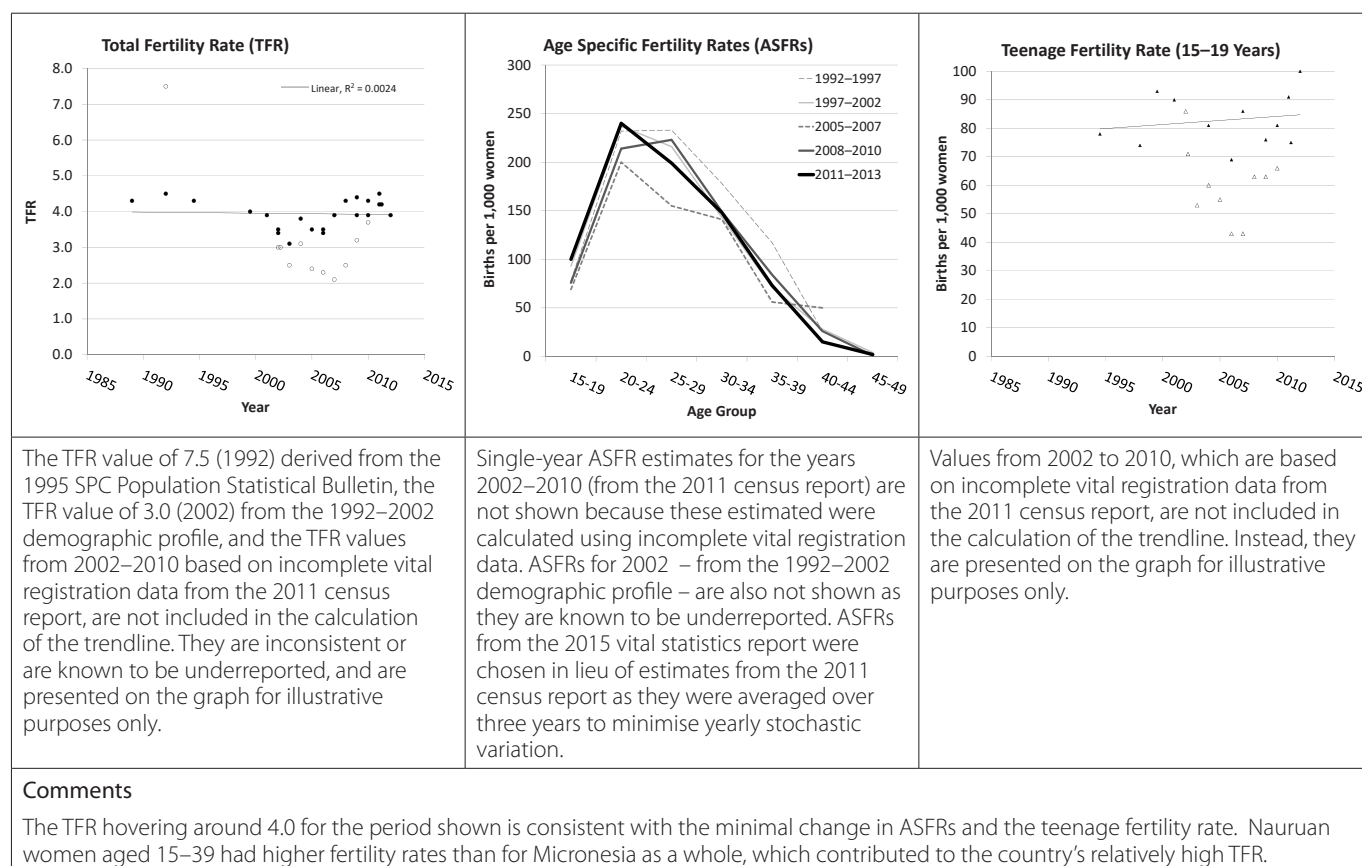 Total Fertility Rate (TFR)
8.0
7.0
6.0
5.0
4.0
3.0
2.0
1.0
0.0
TFR
Linear, R² = 0.0024
1985
1990
1995
2000
2005
2010
2015
Year
Age Specific Fertility Rates (ASFRs)
300
250
200
150
100
50
0
Births per 1,000 women
1992–1997
1997–2002
2005–2007
2008–2010
2011–2013
15-19
20-24
25-29
30-34
35-39
40-44
45-49
Age Group
Teenage Fertility Rate (15–19 Years)
100
90
80
70
60
50
40
30
20
10
0
Births per 1,000 women
1985
1990
1995
2000
2005
2010
2015
Year
The TFR value of 7.5 (1992) derived from the
1995 SPC Population Statistical Bulletin, the
TFR value of 3.0 (2002) from the 1992–2002
demographic profile, and the TFR values
from 2002–2010 based on incomplete vital
registration data from the 2011 census
report, are not included in the calculation
of the trendline. They are inconsistent or
are known to be underreported, and are
presented on the graph for illustrative
purposes only.
Single-year ASFR estimates for the years
2002–2010 (from the 2011 census report) are
not shown because these estimated were
calculated using incomplete vital registration
data. ASFRs for 2002 – from the 1992–2002
demographic profile – are also not shown as
they are known to be underreported. ASFRs
from the 2015 vital statistics report were
chosen in lieu of estimates from the 2011
census report as they were averaged over
three years to minimise yearly stochastic
variation.
Values from 2002 to 2010, which are based
on incomplete vital registration data from
the 2011 census report, are not included in
the calculation of the trendline. Instead, they
are presented on the graph for illustrative
purposes only.
Comments
The TFR hovering around 4.0 for the period shown is consistent with the minimal change in ASFRs and the teenage fertility rate. Nauruan
women aged 15–39 had higher fertility rates than for Micronesia as a whole, which contributed to the country's relatively high TFR.